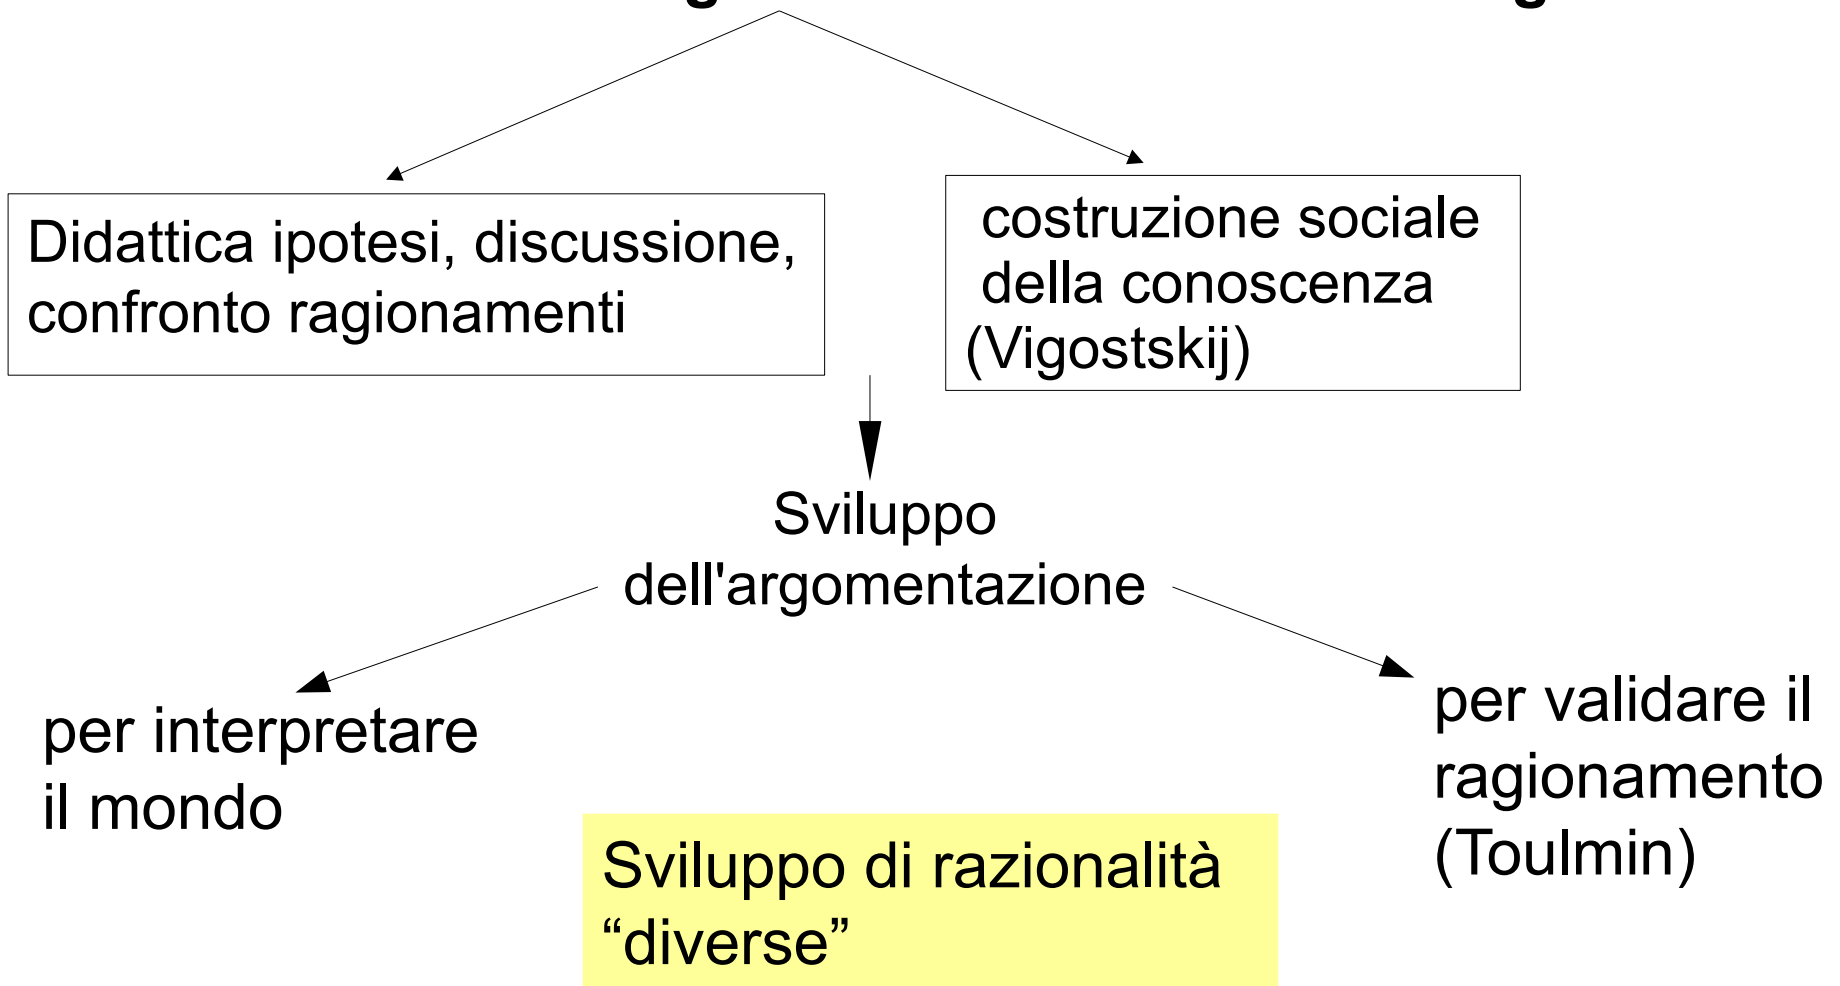 Didattica ipotesi, discussione,
confronto ragionamenti
costruzione sociale
della conoscenza
(Vigostskij)
Sviluppo
dell'argomentazione
per interpretare
il mondo
per validare il
ragionamento
(Toulmin)
Sviluppo di razionalità
“diverse”